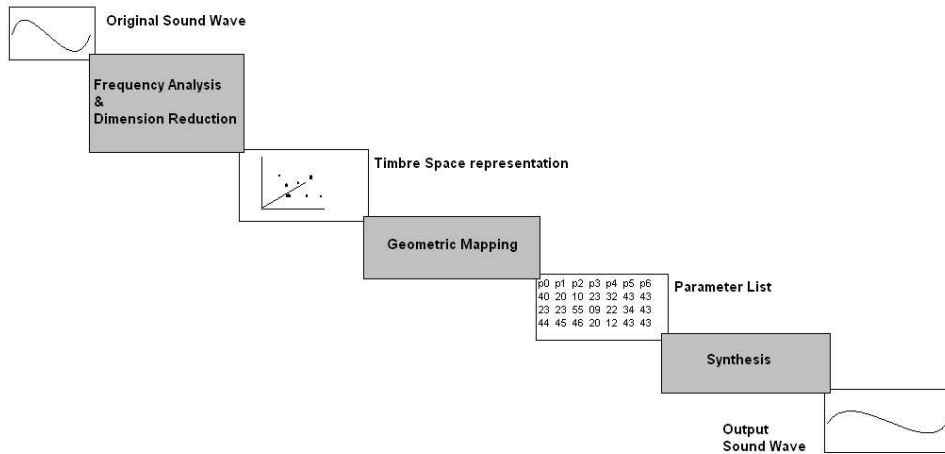 Original Sound Wave
Frequency Analysis
&
Dimension Reduction
Timbre Space representation
Geometric Mapping
p0 p1 p2 p3 p4 p5 p6
40 20 10 23 32 43 43
23 23 55 09 22 34 43
44 45 46 20 12 43 43
Parameter List
Synthesis
Output
Sound Wave